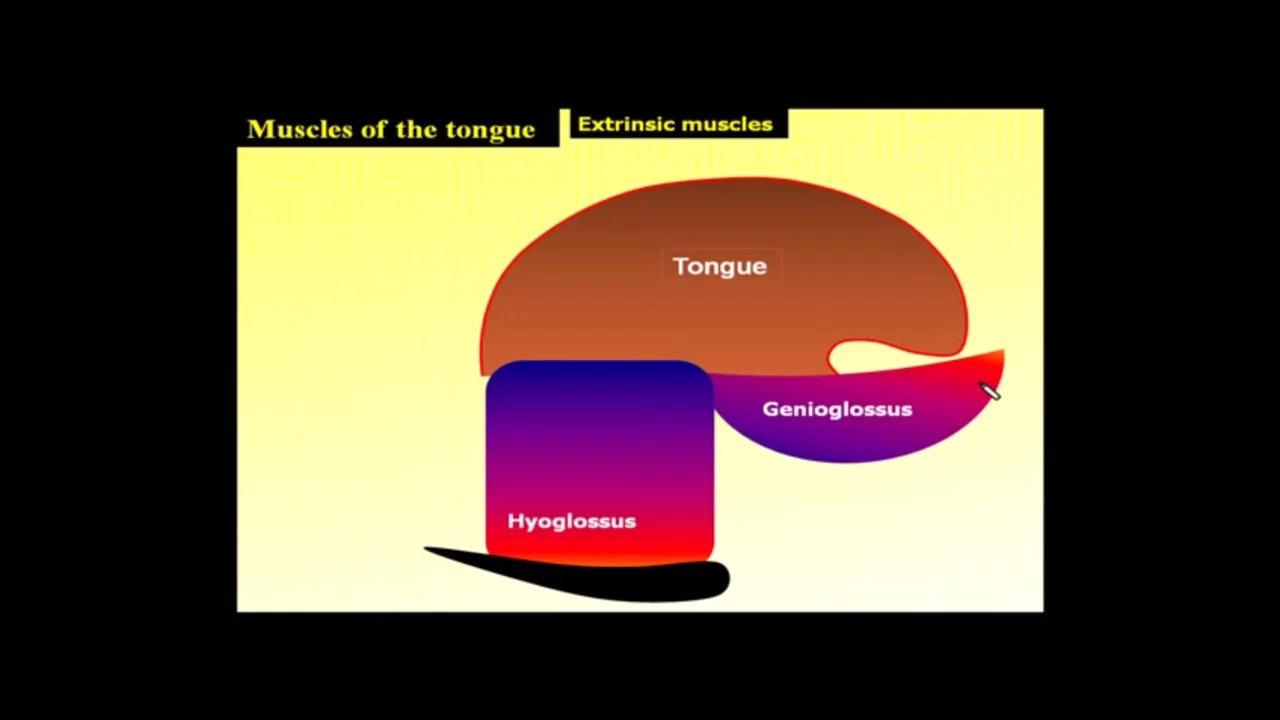 Muscles of the tongue
Extrinsic muscles
Tongue
Genioglossus
Hyoglossus